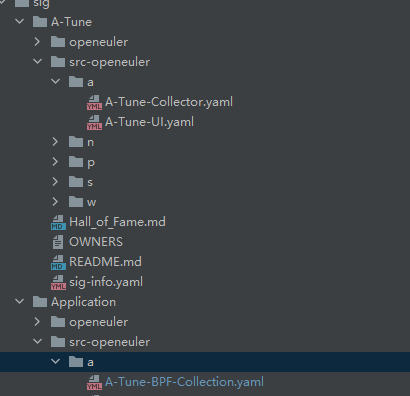 sig
A-Tune
openeuler
src-openeuler
a
A-Tune-Collector.yaml
A-Tune-UI.yaml
n
p
s
w
Hall_of_Fame.md
OWNERS
README.md
sig-info.yaml
Application
openeuler
src-openeuler
a
A-Tune-BPF-Collection.yaml